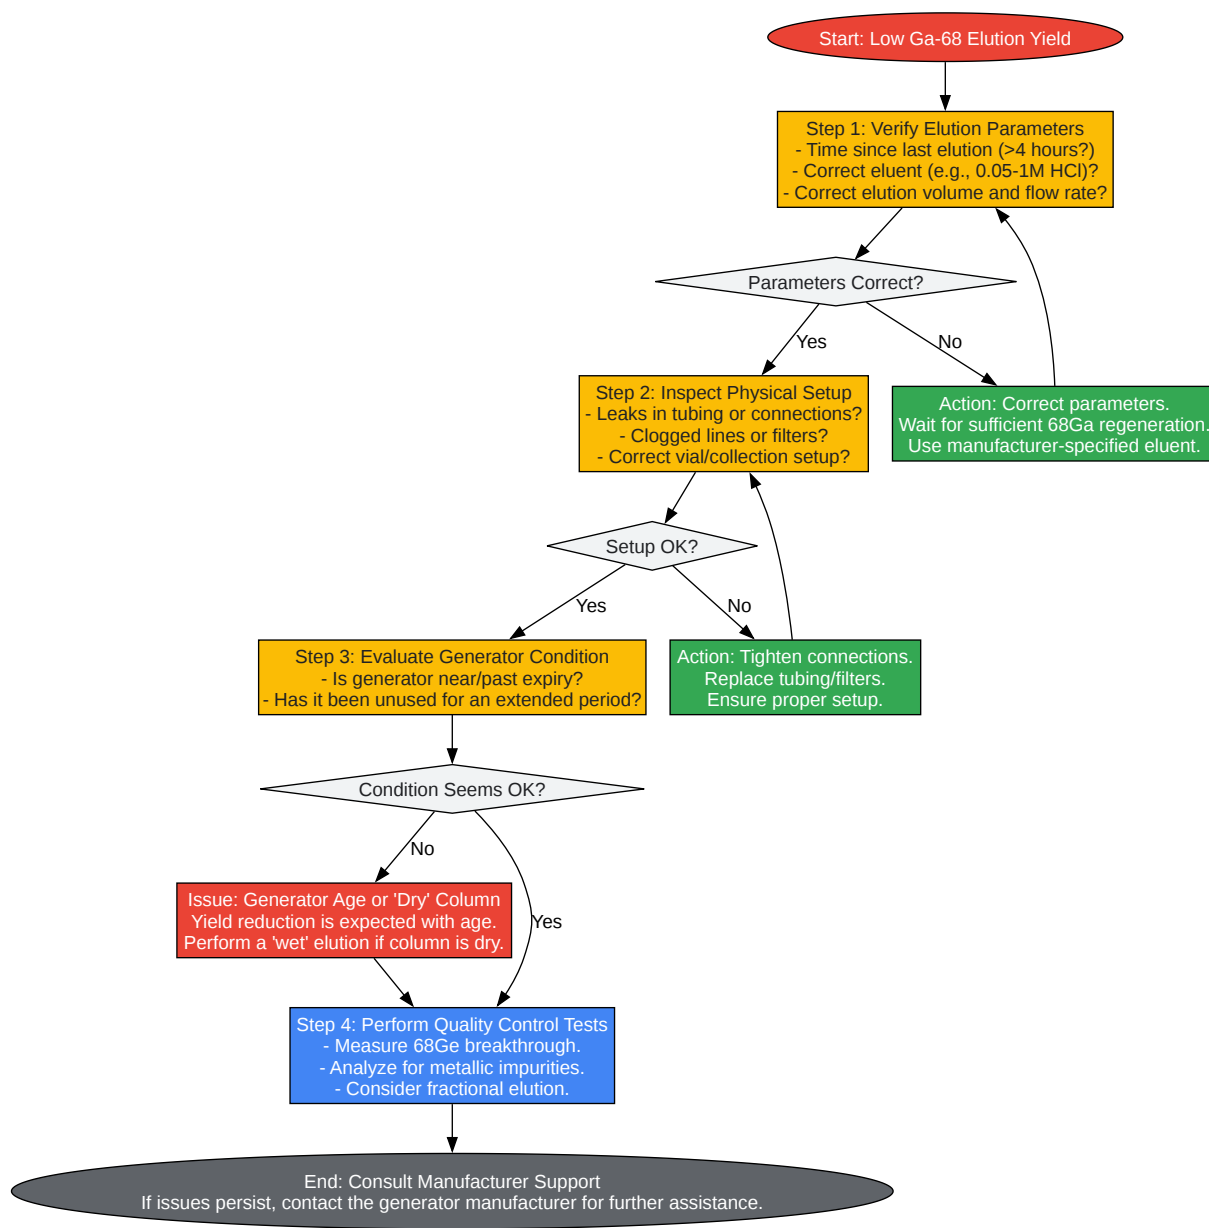 Start: Low Ga-68 Elution Yield
Step 1: Verify Elution Parameters
- Time since last elution (>4 hours?)
- Correct eluent (e.g., 0.05-1M HCl)?
- Correct elution volume and flow rate?
Parameters Correct?
Yes
No
Step 2: Inspect Physical Setup
- Leaks in tubing or connections?
- Clogged lines or filters?
- Correct vial/collection setup?
Action: Correct parameters.
Wait for sufficient 68Ga regeneration.
Use manufacturer-specified eluent.
Setup OK?
Yes
No
Step 3: Evaluate Generator Condition
- Is generator near/past expiry?
- Has it been unused for an extended period?
Action: Tighten connections.
Replace tubing/filters.
Ensure proper setup.
Condition Seems OK?
No
Yes
Issue: Generator Age or 'Dry' Column
Yield reduction is expected with age.
Perform a 'wet' elution if column is dry.
Step 4: Perform Quality Control Tests
- Measure 68Ge breakthrough.
- Analyze for metallic impurities.
- Consider fractional elution.
End: Consult Manufacturer Support
If issues persist, contact the generator manufacturer for further assistance.